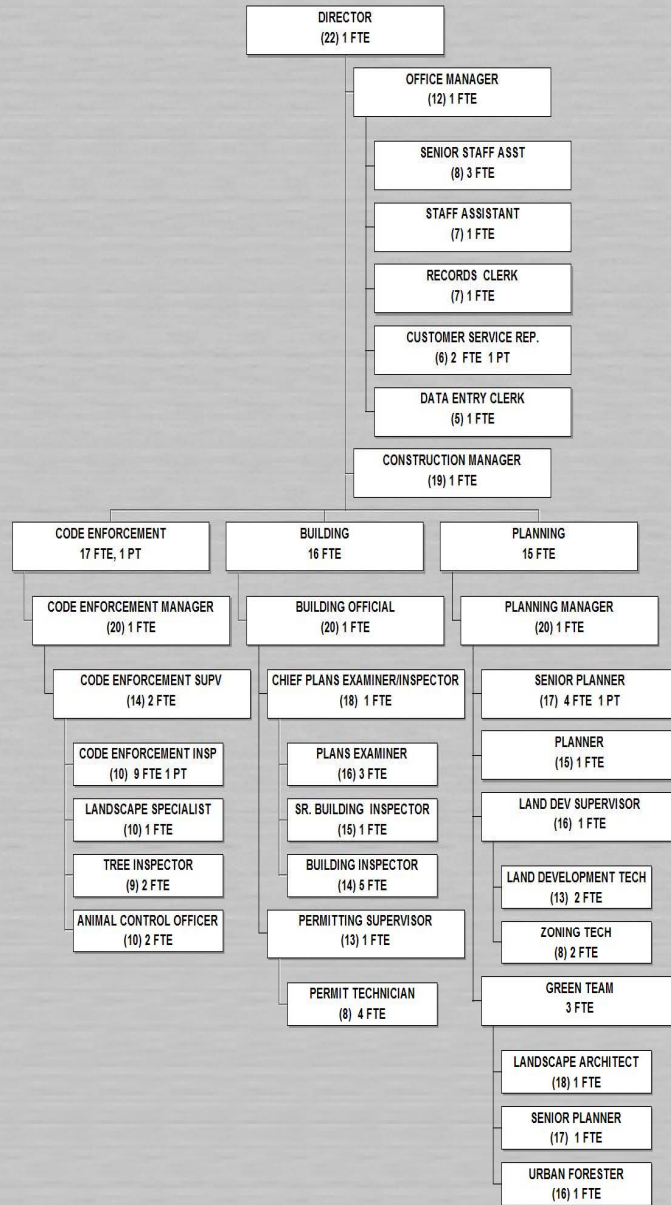 DIRECTOR
(22) 1 FTE
OFFICE MANAGER
(12) 1 FTE
SENIOR STAFF ASST
(8) 3 FTE
STAFF ASSISTANT
(7) 1 FTE
RECORDS CLERK
(7) 1 FTE
CUSTOMER SERVICE REP.
(6) 2 FTE 1 PT
DATA ENTRY CLERK
(5) 1 FTE
CONSTRUCTION MANAGER
(19) 1 FTE
CODE ENFORCEMENT
17 FTE, 1 PT
CODE ENFORCEMENT MANAGER
(20) 1 FTE
CODE ENFORCEMENT SUPV
(14) 2 FTE
CODE ENFORCEMENT INSP
(10) 9 FTE 1 PT
LANDSCAPE SPECIALIST
(10) 1 FTE
TREE INSPECTOR
(9) 2 FTE
ANIMAL CONTROL OFFICER
(10) 2 FTE
BUILDING
16 FTE
BUILDING OFFICIAL
(20) 1 FTE
CHIEF PLANS EXAMINER/INSPECTOR
(18) 1 FTE
PLANS EXAMINER
(16) 3 FTE
SR. BUILDING INSPECTOR
(15) 1 FTE
BUILDING INSPECTOR
(14) 5 FTE
PERMITTING SUPERVISOR
(13) 1 FTE
PERMIT TECHNICIAN
(8) 4 FTE
PLANNING
15 FTE
PLANNING MANAGER
(20) 1 FTE
SENIOR PLANNER
(17) 4 FTE 1 PT
PLANNER
(15) 1 FTE
LAND DEV SUPERVISOR
(16) 1 FTE
LAND DEVELOPMENT TECH
(13) 2 FTE
ZONING TECH
(8) 2 FTE
GREEN TEAM
3 FTE
LANDSCAPE ARCHITECT
(18) 1 FTE
SENIOR PLANNER
(17) 1 FTE
URBAN FORESTER
(16) 1 FTE